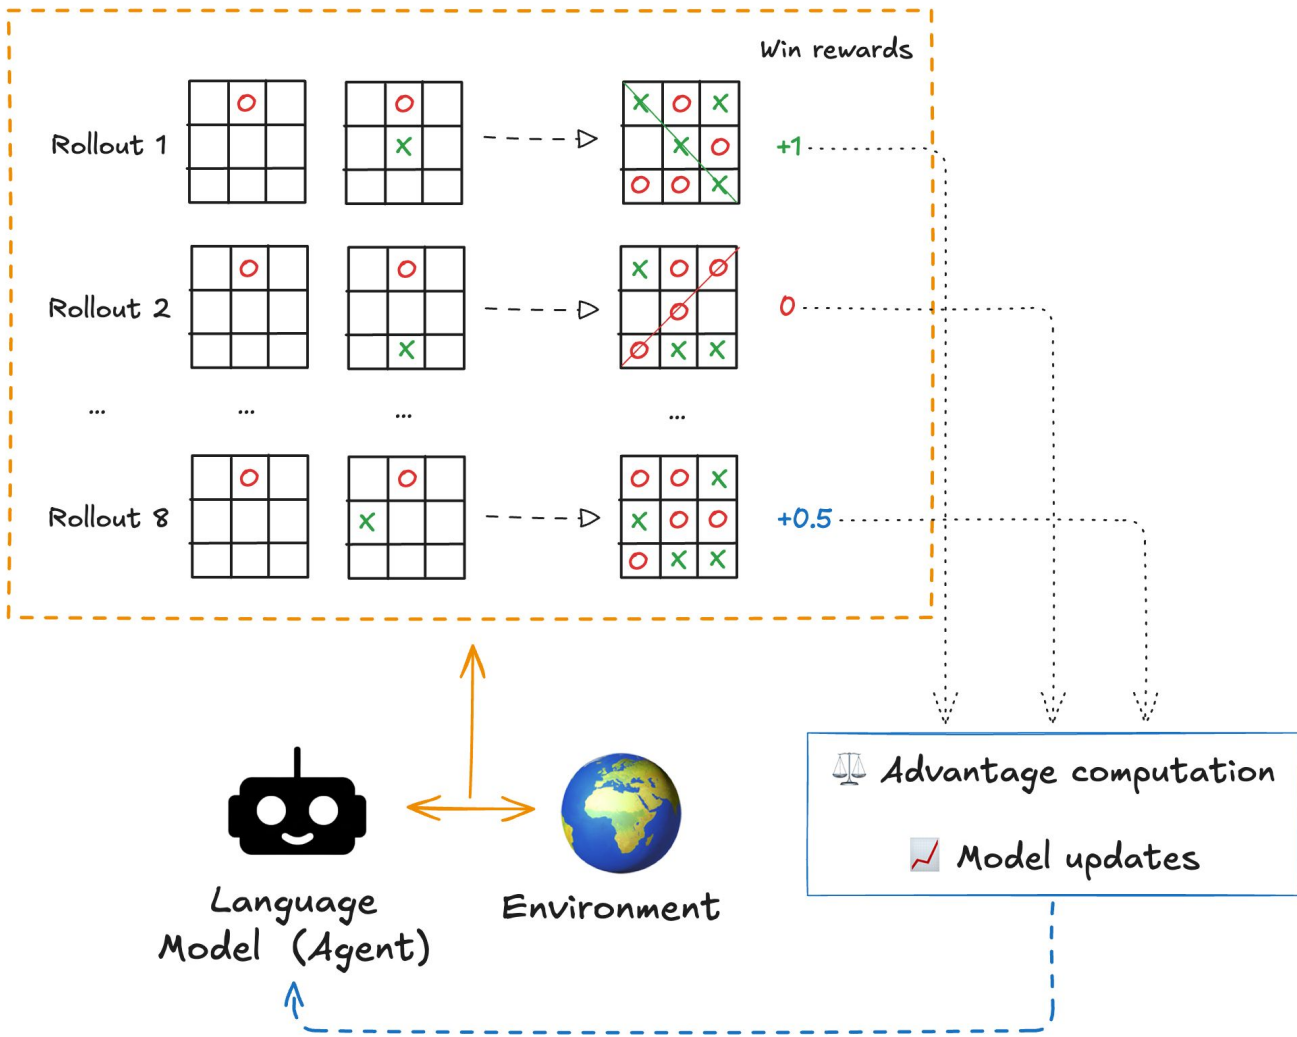 Win rewards
Rollout 1
O
O
X
X O X
X O
O O X
+1
Rollout 2
O
O
X
X O O
O
O X X
0
... ... ... ...
Rollout 8
O
O
X
O O X
X O O
O X X
+0.5
Advantage computation
Model updates
Language
Model (Agent)
Environment